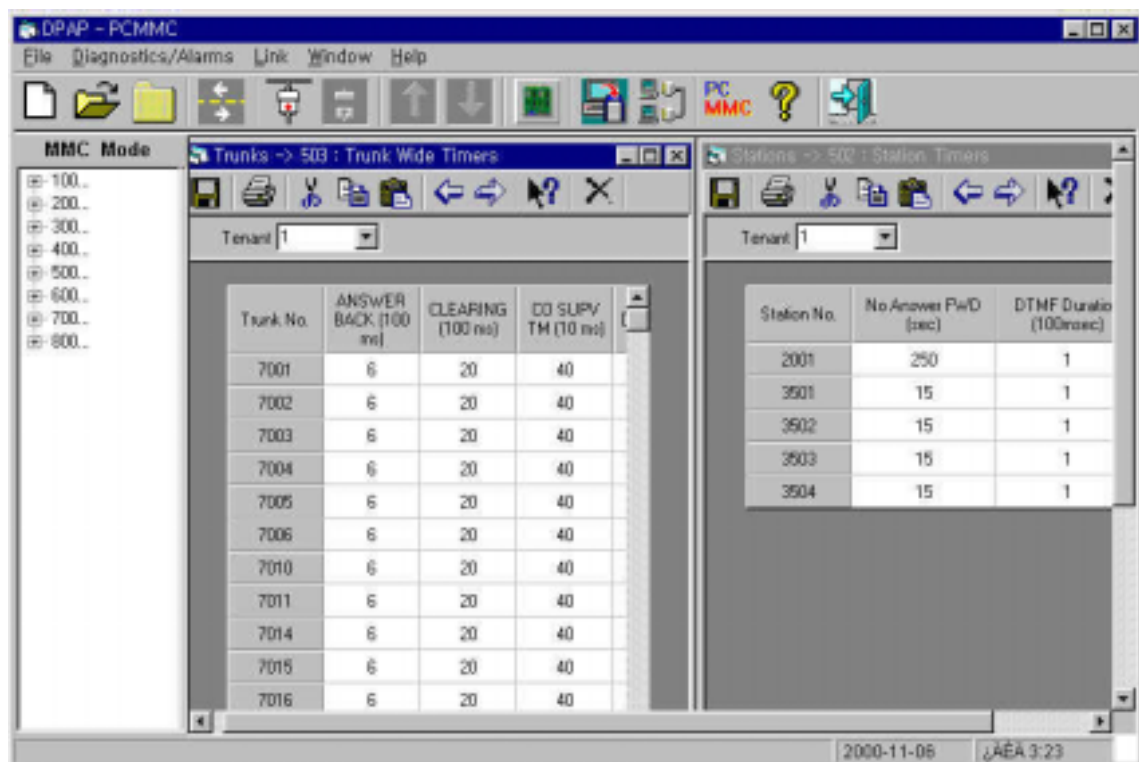 DPAP - PCMMC
File Diagnostics/Alarms Link Window Help
PC
MMC
MMC Mode
100...
200...
300...
400...
500...
600...
700...
800...
Trunks -> 503 : Trunk Wide Timers
Tenant 1
Trunk No. ANSWER BACK (100 ms) CLEARING (100 ms) CO SUPV TM (10 ms)
7001 6 20 40
7002 6 20 40
7003 6 20 40
7004 6 20 40
7005 6 20 40
7006 6 20 40
7010 6 20 40
7011 6 20 40
7014 6 20 40
7015 6 20 40
7016 6 20 40
Stations -> 502 : Station Timers
Tenant 1
Station No. No Answer FWD (sec) DTMF Duratio (100msec)
2001 250 1
3501 15 1
3502 15 1
3503 15 1
3504 15 1
2000-11-06 ¿ÀÈÄ 3:23